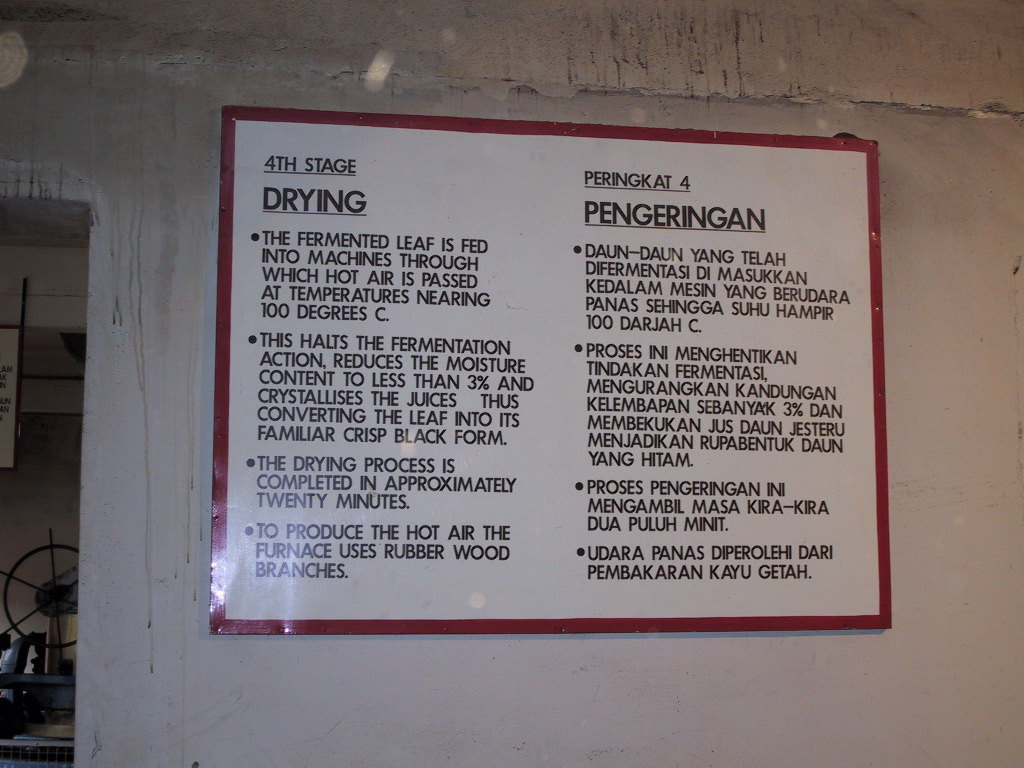 4TH STAGE
DRYING
•THE FERMENTED LEAF IS FED
INTO MACHINES THROUGH
WHICH HOT AIR IS PASSED
AT TEMPERATURES NEARING
100 DEGREES C.
•THIS HALTS THE FERMENTATION
ACTION, REDUCES THE MOISTURE
CONTENT TO LESS THAN 3% AND
CRYSTALLISES THE JUICES THUS
CONVERTING THE LEAF INTO ITS
FAMILIAR CRISP BLACK FORM.
•THE DRYING PROCESS IS
COMPLETED IN APPROXIMATELY
TWENTY MINUTES.
•TO PRODUCE THE HOT AIR THE
FURNACE USES RUBBER WOOD
BRANCHES.
PERINGKAT 4
PENGERINGAN
•DAUN-DAUN YANG TELAH
DIFERMENTASI DI MASUKKAN
KEDALAM MESIN YANG BERUDARA
PANAS SEHINGGA SUHU HAMPIR
100 DARJAH C.
•PROSES INI MENGHENTIKAN
TINDAKAN FERMENTASI,
MENGURANGKAN KANDUNGAN
KELEMBAPAN SEBANYAK 3% DAN
MEMBEKUKAN JUS DAUN JESTERU
MENJADIKAN RUPABENTUK DAUN
YANG HITAM.
•PROSES PENGERINGAN INI
MENGAMBIL MASA KIRA-KIRA
DUA PULUH MINIT.
•UDARA PANAS DIPEROLEHI DARI
PEMBAKARAN KAYU GETAH.